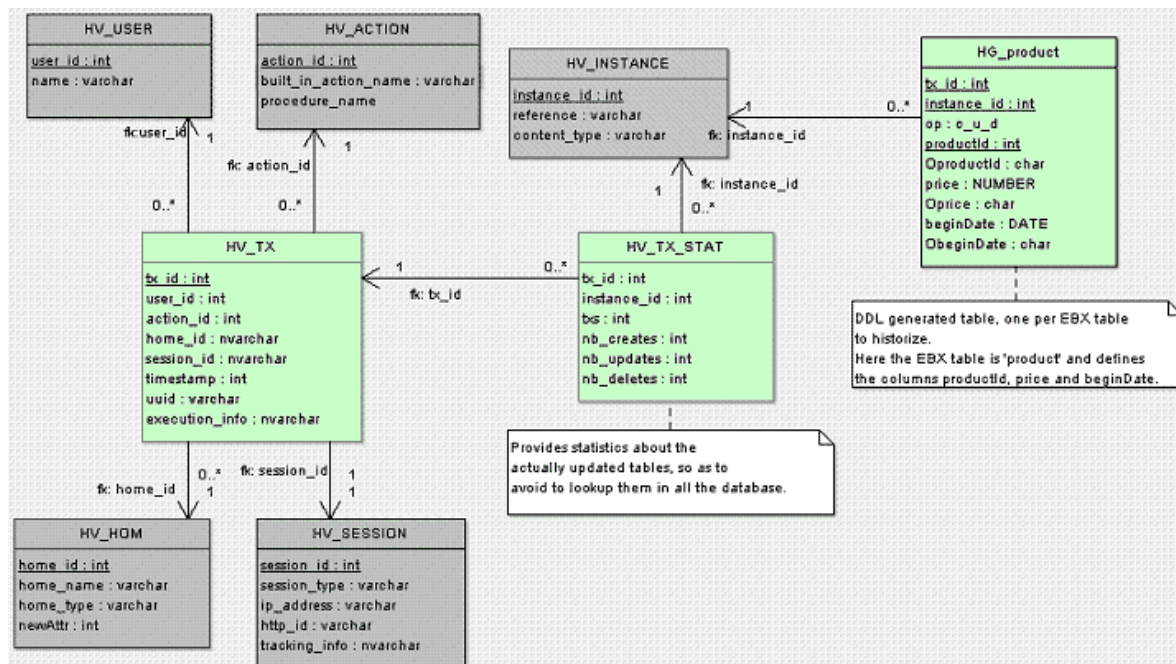 HV_USER
user_id : int
name : varchar
HV_ACTION
action_id : int
built_in_action_name : varchar
procedure_name
HV_INSTANCE
instance_id : int
reference : varchar
content_type : varchar
HG_product
tx_id : int
instance_id : int
op : c_u_d
productId : int
OproductId : char
price : NUMBER
Oprice : char
beginDate : DATE
ObeginDate : char
fk:user_id
1
0..*
fk: action_id
1
0..*
1
fk: instance_id
0..*
fk: instance_id
1
0..*
HV_TX
tx_id : int
user_id : int
action_id : int
home_id : nvarchar
session_id : nvarchar
timestamp : int
uuid : varchar
execution_info : nvarchar
1
fk: tx_id
0..*
HV_TX_STAT
tx_id : int
instance_id : int
txs : int
nb_creates : int
nb_updates : int
nb_deletes : int
DDL generated table, one per EBX table
to historize.
Here the EBX table is 'product' and defines
the columns productId, price and beginDate.
Provides statistics about the
actually updated tables, so as to
avoid to lookup them in all the database.
fk: home_id
0..*
1
fk: session_id
1
1
HV_HOM
home_id : int
home_name : varchar
home_type : varchar
newAttr : int
HV_SESSION
session_id : int
session_type : varchar
ip_address : varchar
http_id : varchar
tracking_info : nvarchar